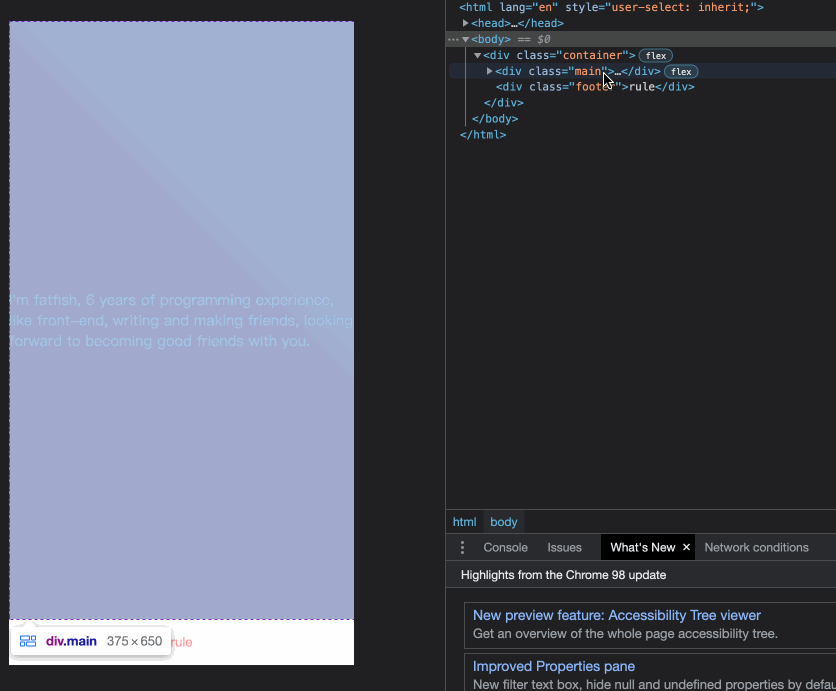 I'm fatfish, 6 years of programming experience,
like front-end, writing and making friends, looking
forward to becoming good friends with you.
div.main 375 × 650
rule
<html lang="en" style="user-select: inherit;">
<head>…</head>
··· <body> == $0
<div class="container"> flex
<div class="main">…</div> flex
<div class="footer">rule</div>
</div>
</body>
</html>
html body
Console Issues What's New × Network conditions
Highlights from the Chrome 98 update
New preview feature: Accessibility Tree viewer
Get an overview of the whole page accessibility tree.
Improved Properties pane
New filter text box, hide null and undefined properties by